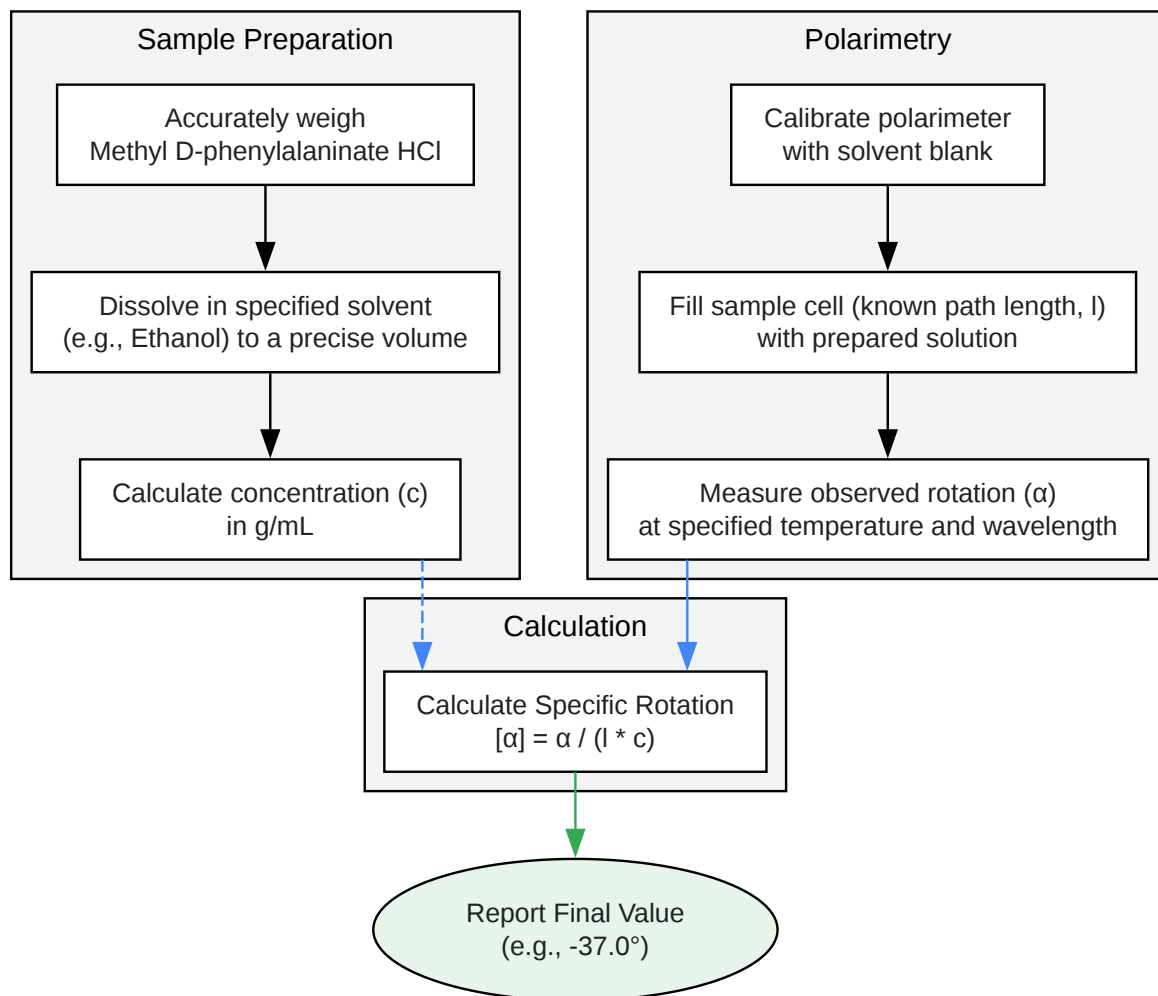 Sample Preparation
Accurately weigh
Methyl D-phenylalaninate HCl
Dissolve in specified solvent
(e.g., Ethanol) to a precise volume
Calculate concentration (c)
in g/mL
Polarimetry
Calibrate polarimeter
with solvent blank
Fill sample cell (known path length, l)
with prepared solution
Measure observed rotation (α)
at specified temperature and wavelength
Calculation
Calculate Specific Rotation
[α] = α / (l * c)
Report Final Value
(e.g., -37.0°)